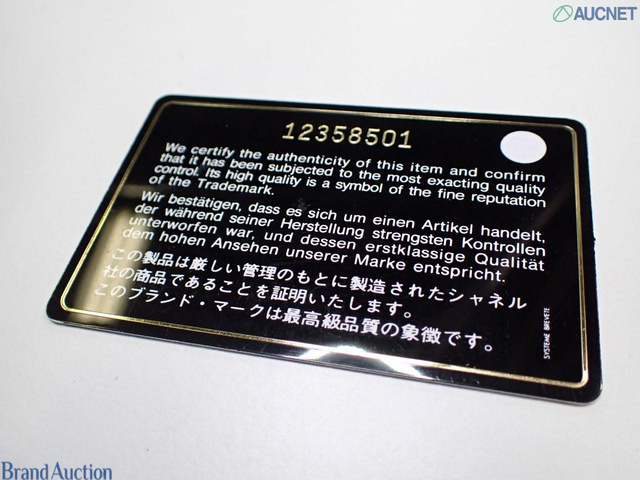 AUCNET
12358501
We certify the authenticity of this item and confirm
that it has been subjected to the most exacting quality
control. Its high quality is a symbol of the fine reputation
of the Trademark.
Wir bestätigen, dass es sich um einen Artikel handelt,
der während seiner Herstellung strengsten Kontrollen
unterworfen war, und dessen erstklassige Qualität
dem hohen Ansehen unserer Marke entspricht.
この製品は厳しい管理のもとに製造されたシャネル
社の商品であることを証明いたします。
このブランド・マークは最高級品質の象徴です。
SYSTEME BREVETE
Brand Auction